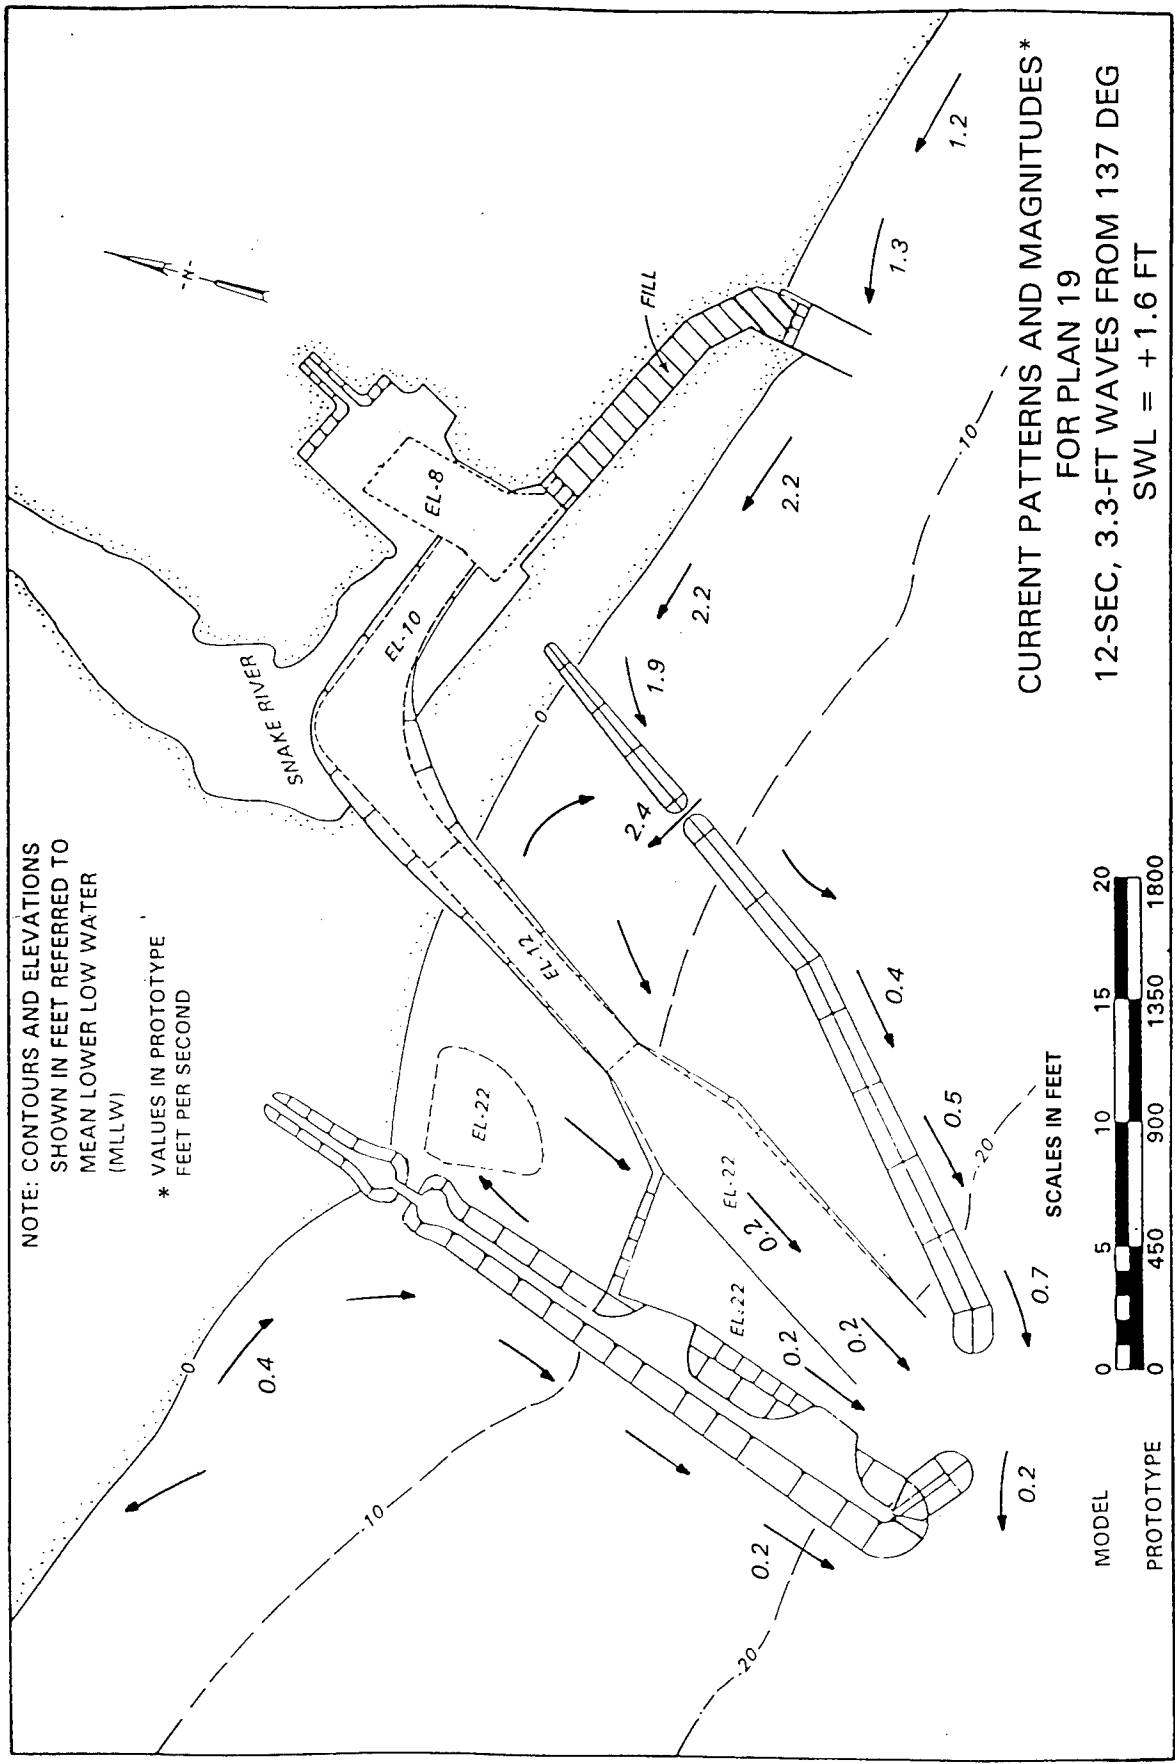 NOTE: CONTOURS AND ELEVATIONS
SHOWN IN FEET REFERRED TO
MEAN LOWER LOW WATER
(MLLW)
* VALUES IN PROTOTYPE
FEET PER SECOND
-N-
SNAKE RIVER
EL-8
EL-10
EL-12
EL-22
EL-22
EL-22
FILL
0
0
-10
-10
-20
-20
0.4
0.2
0.2
0.2
0.2
0.2
0.7
0.5
0.4
2.4
1.9
2.2
2.2
1.3
1.2
SCALES IN FEET
MODEL 0 5 10 15 20
PROTOTYPE 0 450 900 1350 1800
CURRENT PATTERNS AND MAGNITUDES*
FOR PLAN 19
12-SEC, 3.3-FT WAVES FROM 137 DEG
SWL = +1.6 FT